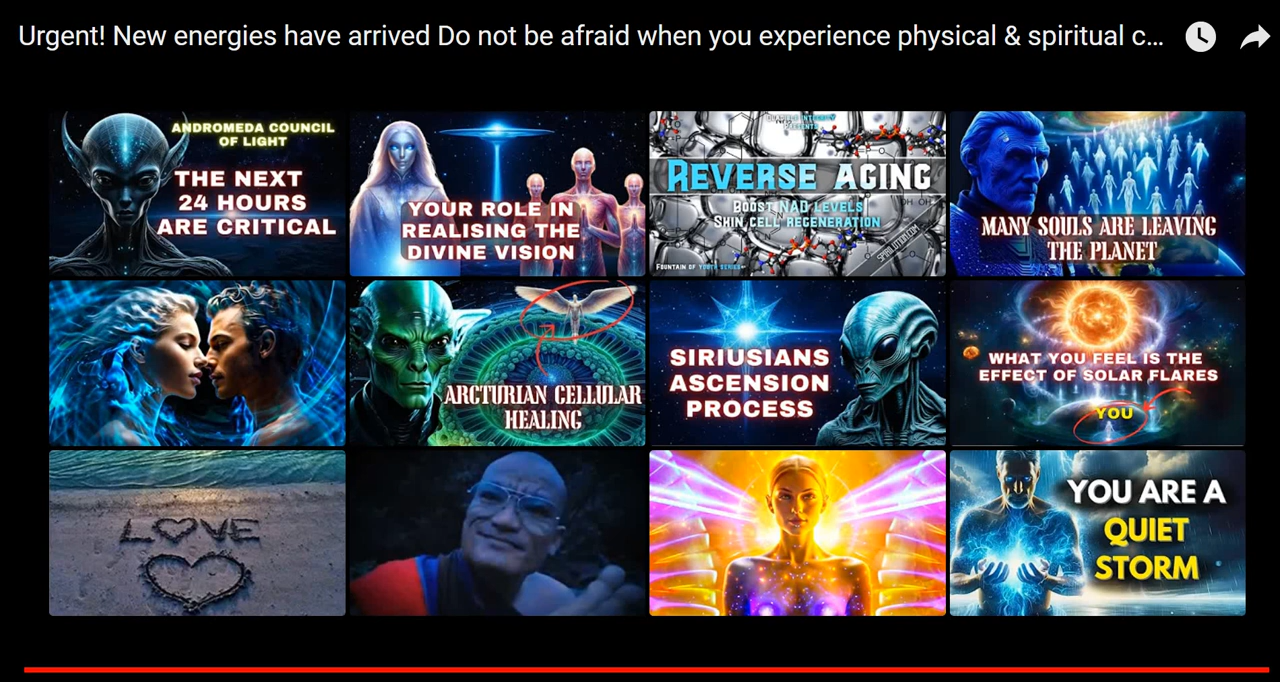 Urgent! New energies have arrived Do not be afraid when you experience physical & spiritual c...
ANDROMEDA COUNCIL
OF LIGHT
THE NEXT
24 HOURS
ARE CRITICAL
YOUR ROLE IN
REALISING THE
DIVINE VISION
PRESENTS
REVERSE AGING
BOOST NAD LEVELS
SKIN CELL REGENERATION
OH OH
FOUNTAIN OF YOUTH SERIES
MANY SOULS ARE LEAVING
THE PLANET
ARCTURIAN CELLULAR
HEALING
SIRIUSIANS
ASCENSION
PROCESS
WHAT YOU FEEL IS THE
EFFECT OF SOLAR FLARES
YOU
LOVE
YOU ARE A
QUIET
STORM